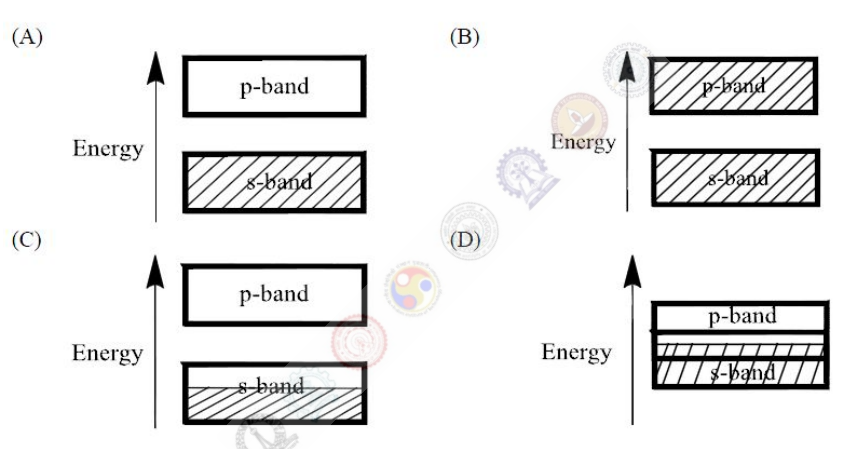 (A)
p-band
Energy
s-band
(B)
p-band
Energy
s-band
(C)
p-band
Energy
s-band
(D)
p-band
Energy
s-band